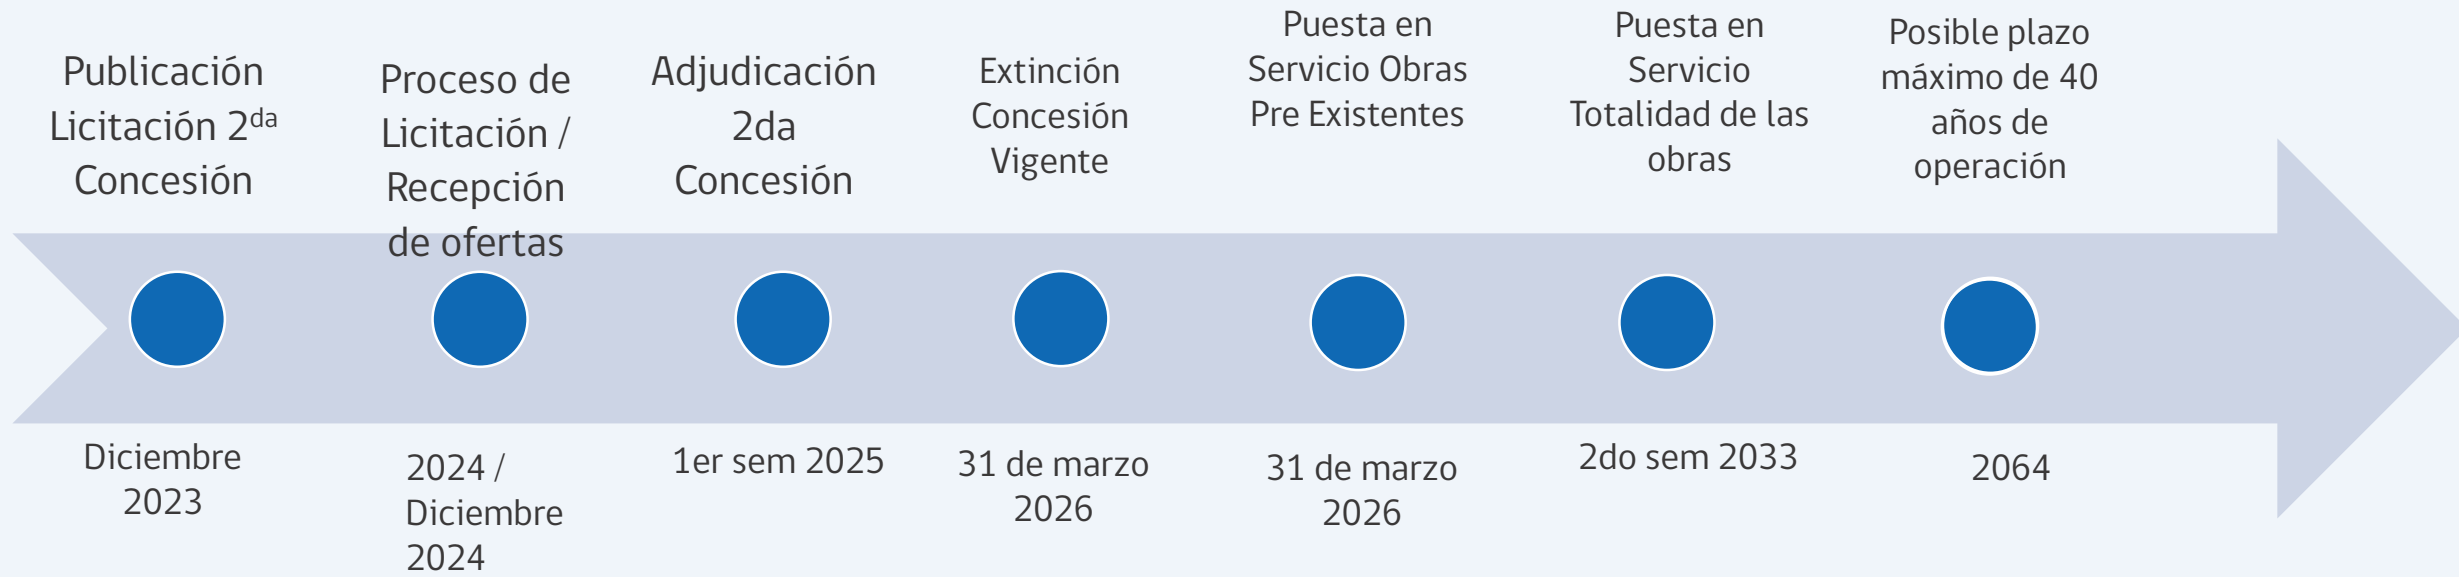 Publicación
Licitación 2da
Concesión
Proceso de
Licitación /
Recepción
de ofertas
Adjudicación
2da
Concesión
Extinción
Concesión
Vigente
Puesta en
Servicio Obras
Pre Existentes
Puesta en
Servicio
Totalidad de las
obras
Posible plazo
máximo de 40
años de
operación
Diciembre
2023
2024 /
Diciembre
2024
1er sem 2025
31 de marzo
2026
31 de marzo
2026
2do sem 2033
2064